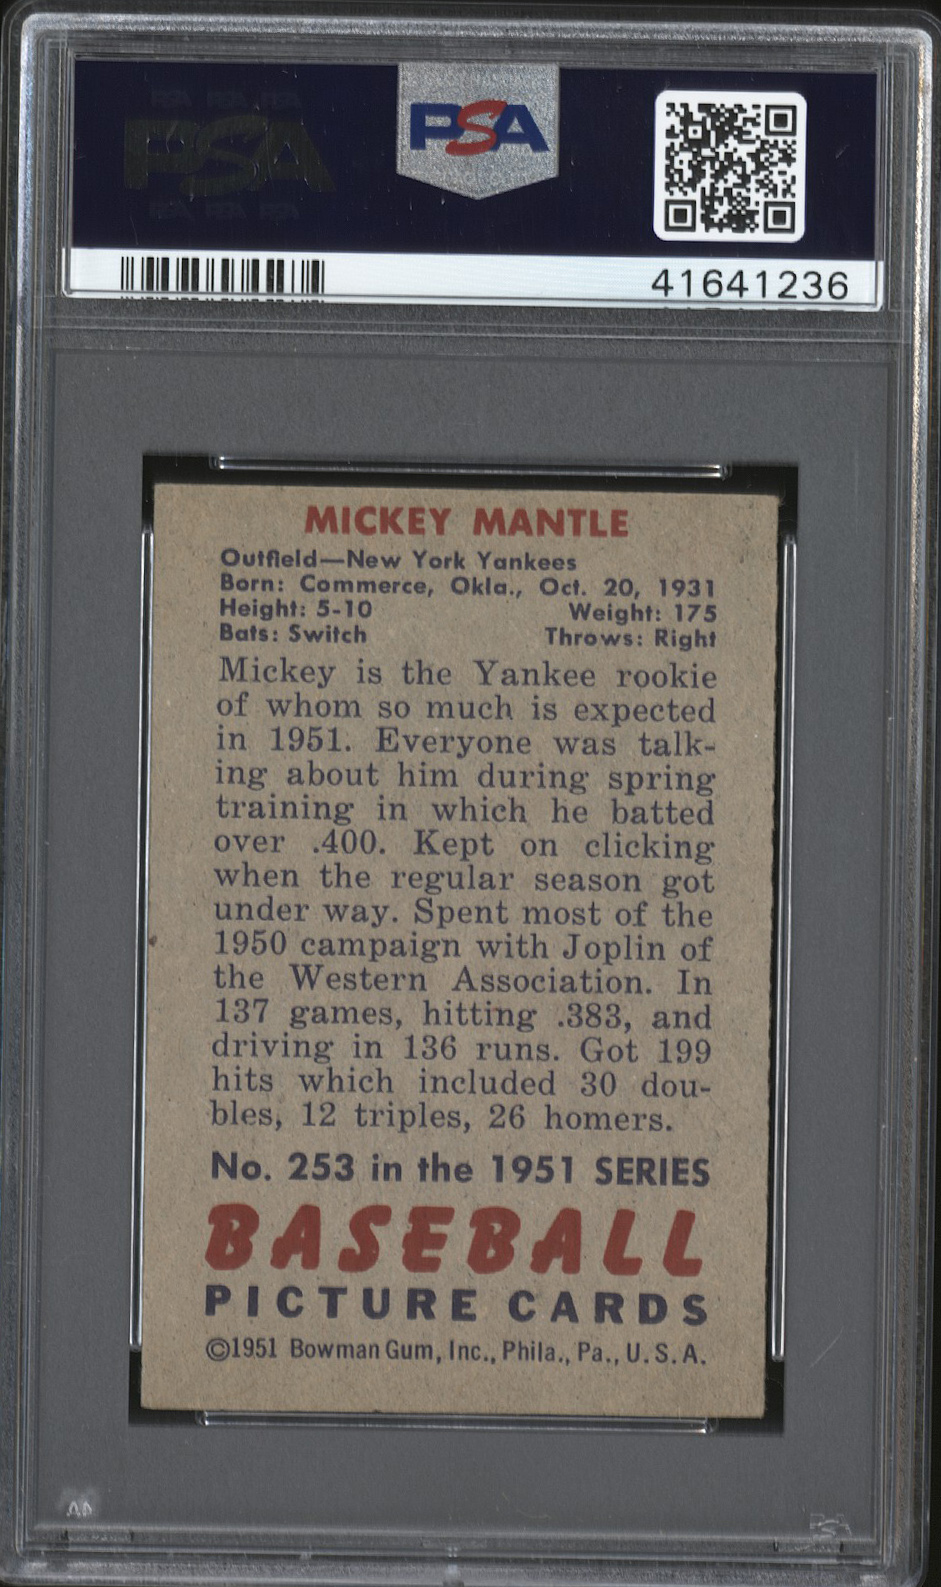 PSA
PSA
41641236
MICKEY MANTLE
Outfield—New York Yankees
Born: Commerce, Okla., Oct. 20, 1931
Height: 5-10 Weight: 175
Bats: Switch Throws: Right
Mickey is the Yankee rookie
of whom so much is expected
in 1951. Everyone was talk-
ing about him during spring
training in which he batted
over .400. Kept on clicking
when the regular season got
under way. Spent most of the
1950 campaign with Joplin of
the Western Association. In
137 games, hitting .383, and
driving in 136 runs. Got 199
hits which included 30 dou-
bles, 12 triples, 26 homers.
No. 253 in the 1951 SERIES
BASEBALL
PICTURE CARDS
©1951 Bowman Gum, Inc., Phila., Pa., U.S.A.